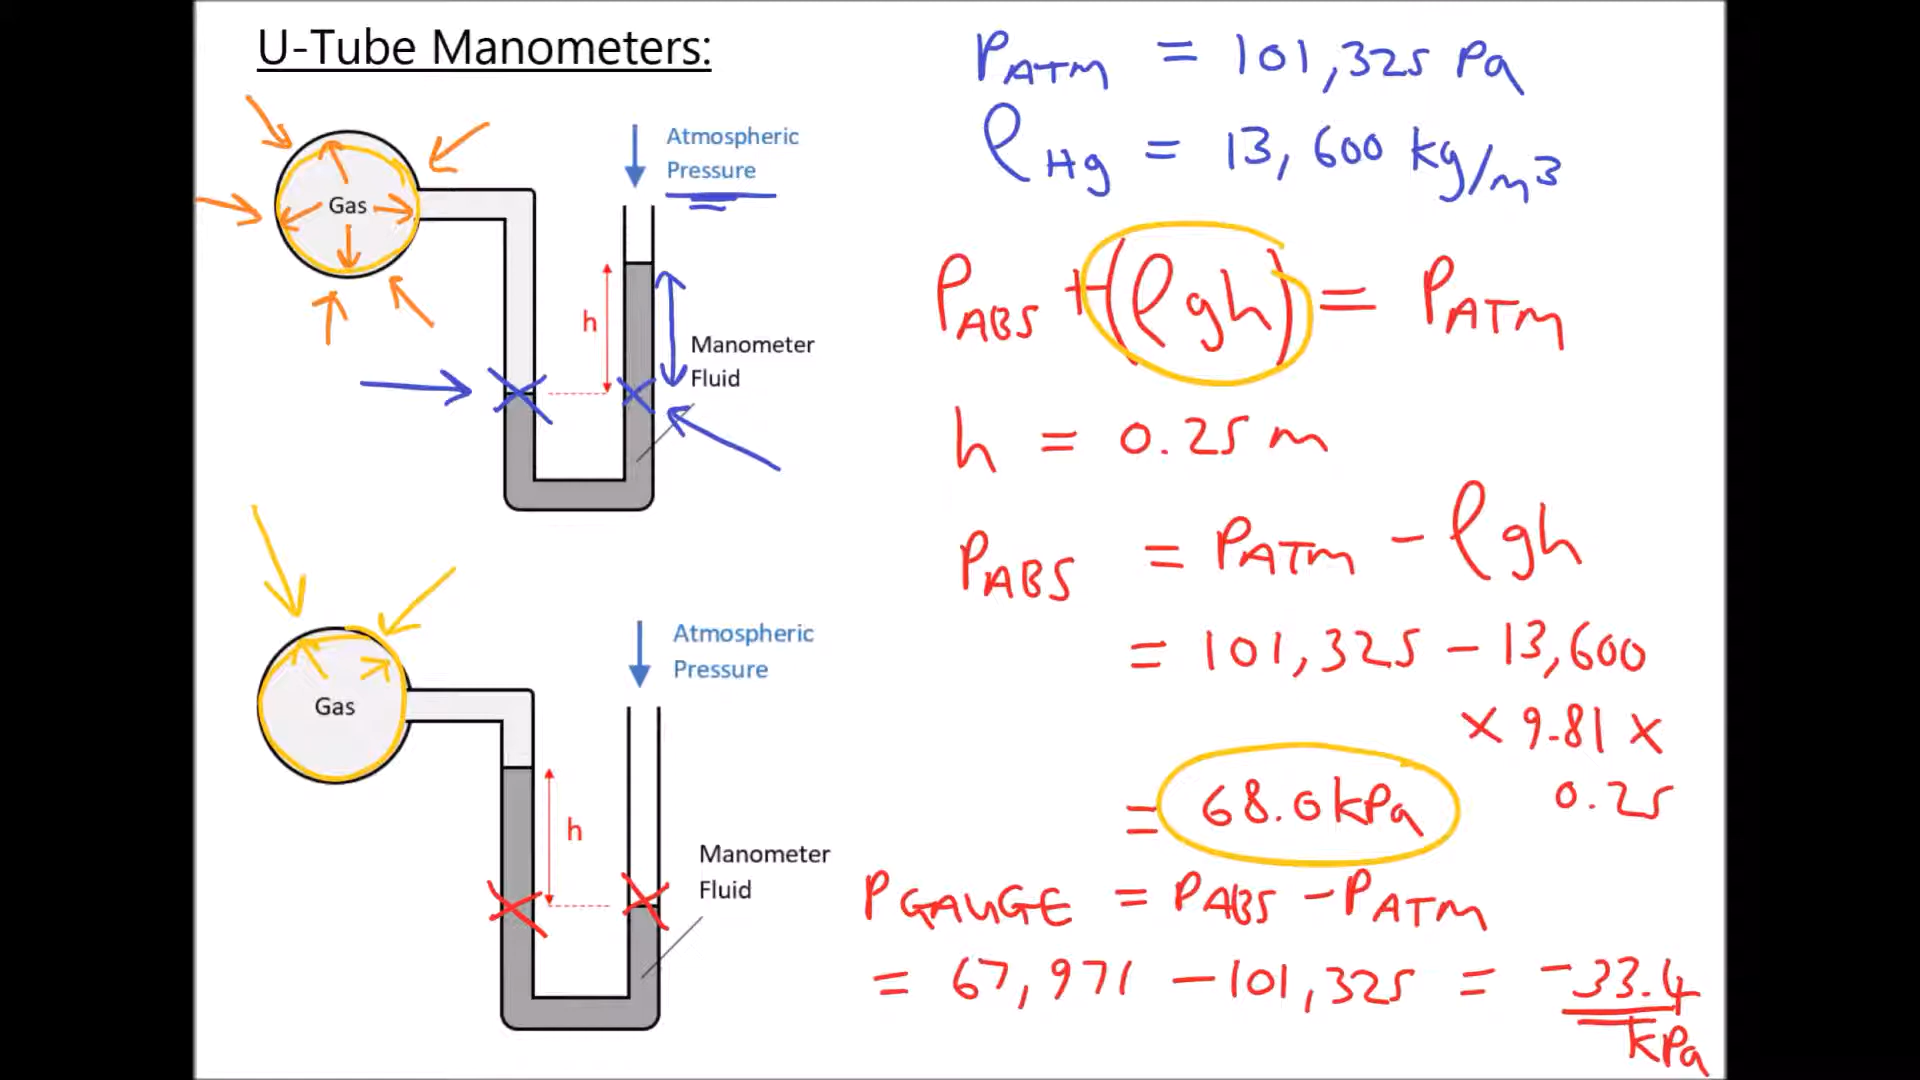 U-Tube Manometers:
Atmospheric
Pressure
Gas
h
Manometer
Fluid
Atmospheric
Pressure
Gas
h
Manometer
Fluid
PATM = 101,325 Pa
ρHg = 13,600 kg/m³
PABS + (ρgh) = PATM
h = 0.25 m
PABS = PATM - ρgh
= 101,325 - 13,600
× 9.81 ×
0.25
= 68.0 kPa
PGAUGE = PABS - PATM
= 67,971 - 101,325 = -33.4
kPa